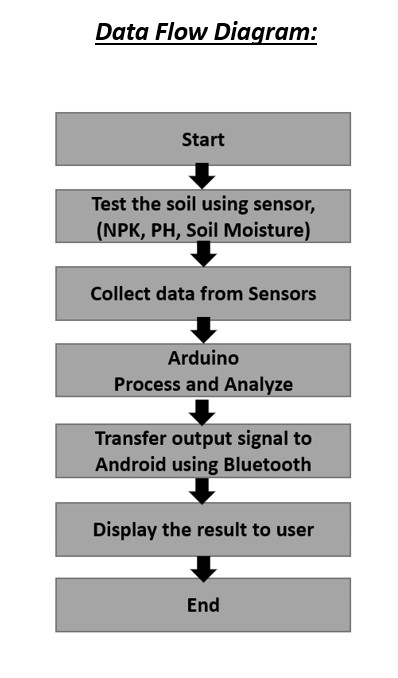 Data Flow Diagram:
Start
Test the soil using sensor,
(NPK, PH, Soil Moisture)
Collect data from Sensors
Arduino
Process and Analyze
Transfer output signal to
Android using Bluetooth
Display the result to user
End